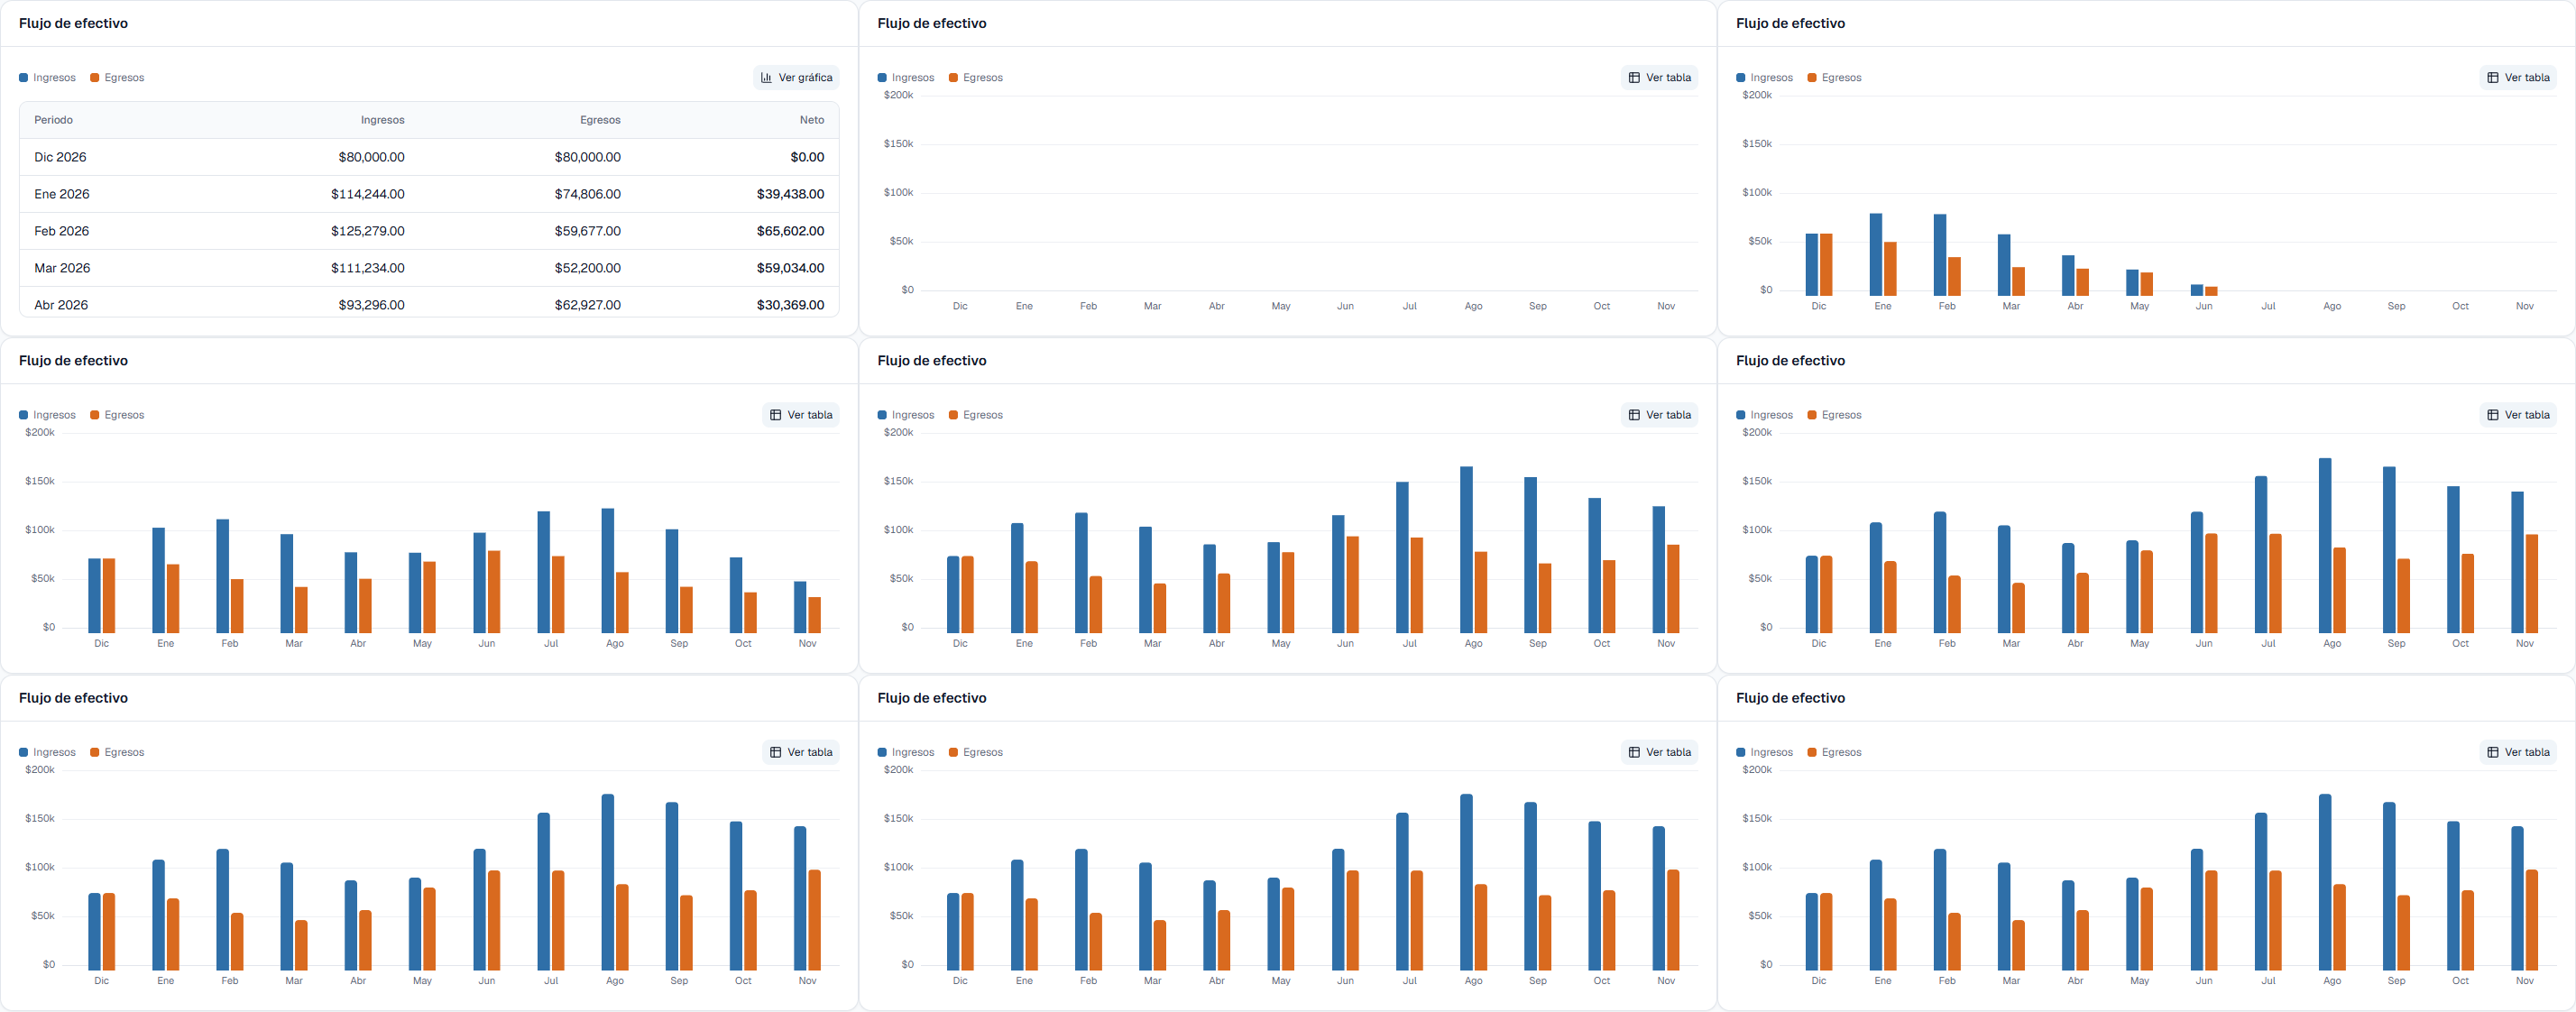 Flujo de efectivo
Ingresos Egresos Ver gráfica
Periodo Ingresos Egresos Neto
Dic 2026 $80,000.00 $80,000.00 $0.00
Ene 2026 $114,244.00 $74,806.00 $39,438.00
Feb 2026 $125,279.00 $59,677.00 $65,602.00
Mar 2026 $111,234.00 $52,200.00 $59,034.00
Abr 2026 $93,296.00 $62,927.00 $30,369.00
Flujo de efectivo
Ingresos Egresos Ver tabla
$200k
$150k
$100k
$50k
$0
Dic Ene Feb Mar Abr May Jun Jul Ago Sep Oct Nov
Flujo de efectivo
Ingresos Egresos Ver tabla
$200k
$150k
$100k
$50k
$0
Dic Ene Feb Mar Abr May Jun Jul Ago Sep Oct Nov
Flujo de efectivo
Ingresos Egresos Ver tabla
$200k
$150k
$100k
$50k
$0
Dic Ene Feb Mar Abr May Jun Jul Ago Sep Oct Nov
Flujo de efectivo
Ingresos Egresos Ver tabla
$200k
$150k
$100k
$50k
$0
Dic Ene Feb Mar Abr May Jun Jul Ago Sep Oct Nov
Flujo de efectivo
Ingresos Egresos Ver tabla
$200k
$150k
$100k
$50k
$0
Dic Ene Feb Mar Abr May Jun Jul Ago Sep Oct Nov
Flujo de efectivo
Ingresos Egresos Ver tabla
$200k
$150k
$100k
$50k
$0
Dic Ene Feb Mar Abr May Jun Jul Ago Sep Oct Nov
Flujo de efectivo
Ingresos Egresos Ver tabla
$200k
$150k
$100k
$50k
$0
Dic Ene Feb Mar Abr May Jun Jul Ago Sep Oct Nov
Flujo de efectivo
Ingresos Egresos Ver tabla
$200k
$150k
$100k
$50k
$0
Dic Ene Feb Mar Abr May Jun Jul Ago Sep Oct Nov